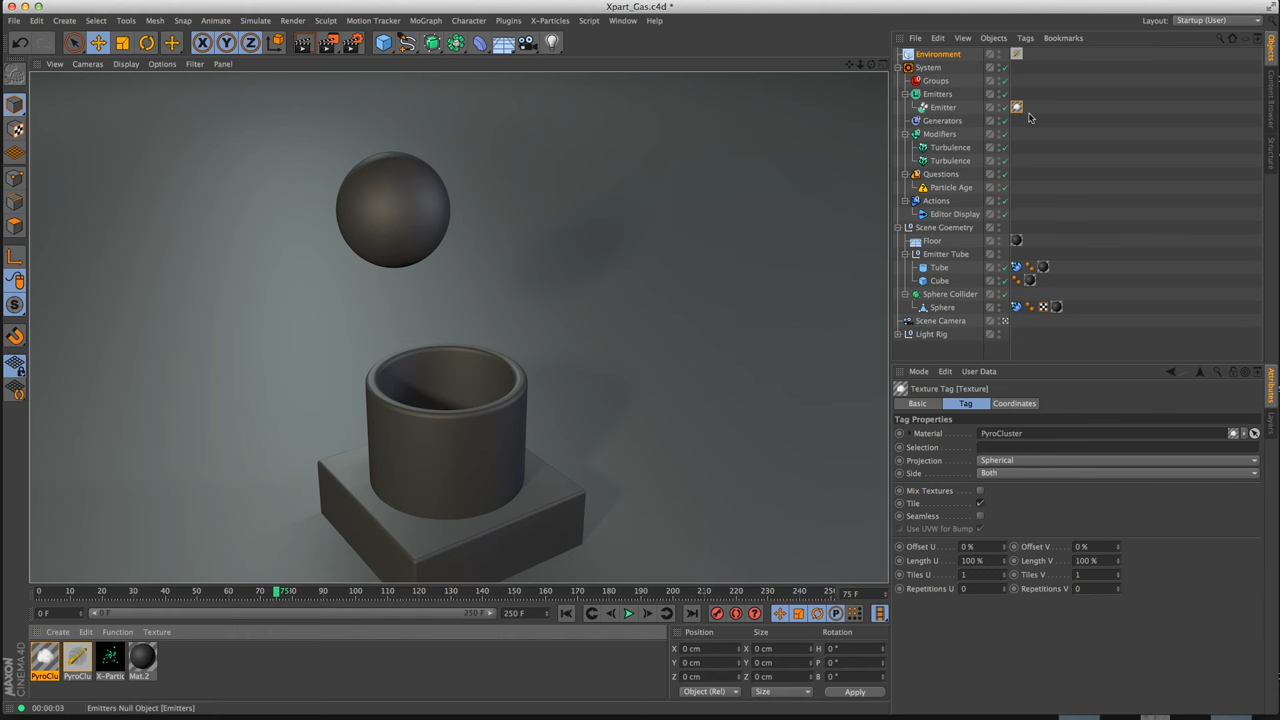 Xpart_Gas.c4d *
File Edit Create Select Tools Mesh Snap Animate Simulate Render Sculpt Motion Tracker MoGraph Character Plugins X-Particles Script Window Help
Layout: Startup (User)
View Cameras Display Options Filter Panel
File Edit View Objects Tags Bookmarks
Environment
System
Groups
Emitters
Emitter
Generators
Modifiers
Turbulence
Turbulence
Questions
Particle Age
Actions
Editor Display
Scene Geometry
Floor
Emitter Tube
Tube
Cube
Sphere Collider
Sphere
Scene Camera
Light Rig
Objects
Content Browser
Structure
Mode Edit User Data
Texture Tag [Texture]
Basic Tag Coordinates
Tag Properties
Material PyroCluster
Selection
Projection Spherical
Side Both
Mix Textures
Tile
Seamless
Use UVW for Bump
Offset U 0 % Offset V 0 %
Length U 100 % Length V 100 %
Tiles U 1 Tiles V 1
Repetitions U 0 Repetitions V 0
Attributes
Layers
0 10 20 30 40 50 60 70 75 80 90 100 110 120 130 140 150 160 170 180 190 200 210 220 230 240 25 75 F
0 F 0 F 250 F 250 F
Create Edit Function Texture
PyroClu PyroClu X-Partic Mat.2
Position Size Rotation
X 0 cm X 0 cm H 0 °
Y 0 cm Y 0 cm P 0 °
Z 0 cm Z 0 cm B 0 °
Object (Rel) Size Apply
MAXON CINEMA 4D
00:00:03 Emitters Null Object [Emitters]